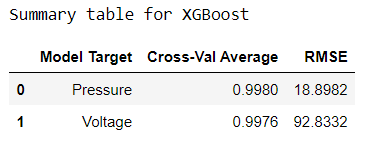 Summary table for XGBoost
Model Target Cross-Val Average RMSE
0 Pressure 0.9980 18.8982
1 Voltage 0.9976 92.8332